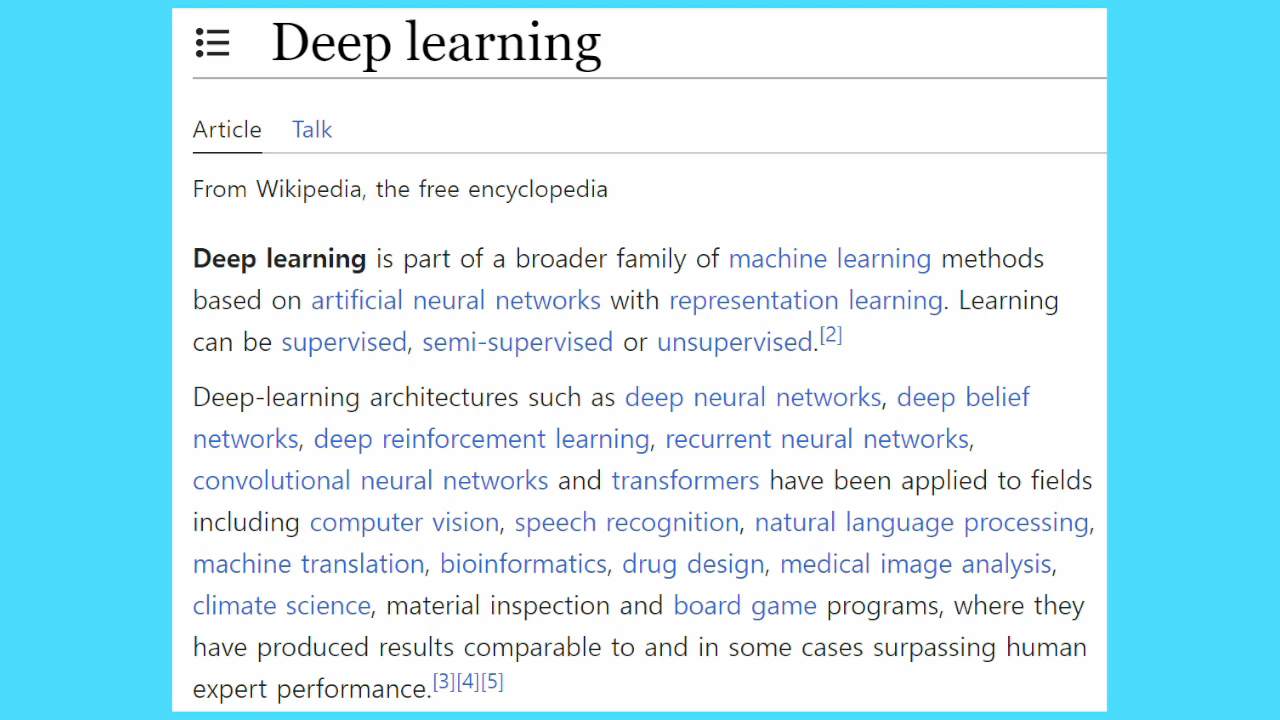 Deep learning
Article Talk
From Wikipedia, the free encyclopedia
Deep learning is part of a broader family of machine learning methods
based on artificial neural networks with representation learning. Learning
can be supervised, semi-supervised or unsupervised.[2]
Deep-learning architectures such as deep neural networks, deep belief
networks, deep reinforcement learning, recurrent neural networks,
convolutional neural networks and transformers have been applied to fields
including computer vision, speech recognition, natural language processing,
machine translation, bioinformatics, drug design, medical image analysis,
climate science, material inspection and board game programs, where they
have produced results comparable to and in some cases surpassing human
expert performance.[3][4][5]